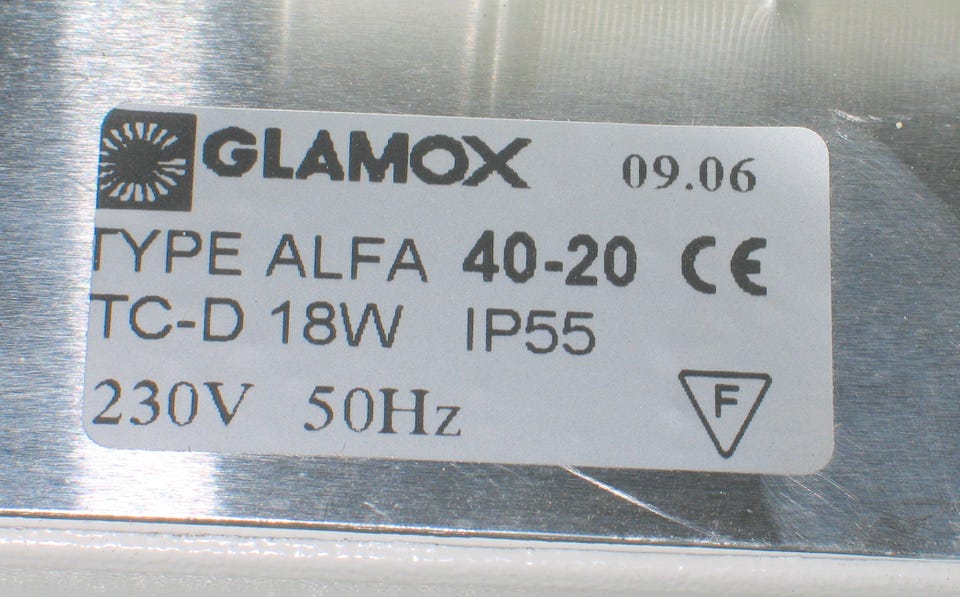 GLAMOX 09.06
TYPE ALFA 40-20 CE
TC-D 18W IP55
230V 50Hz F